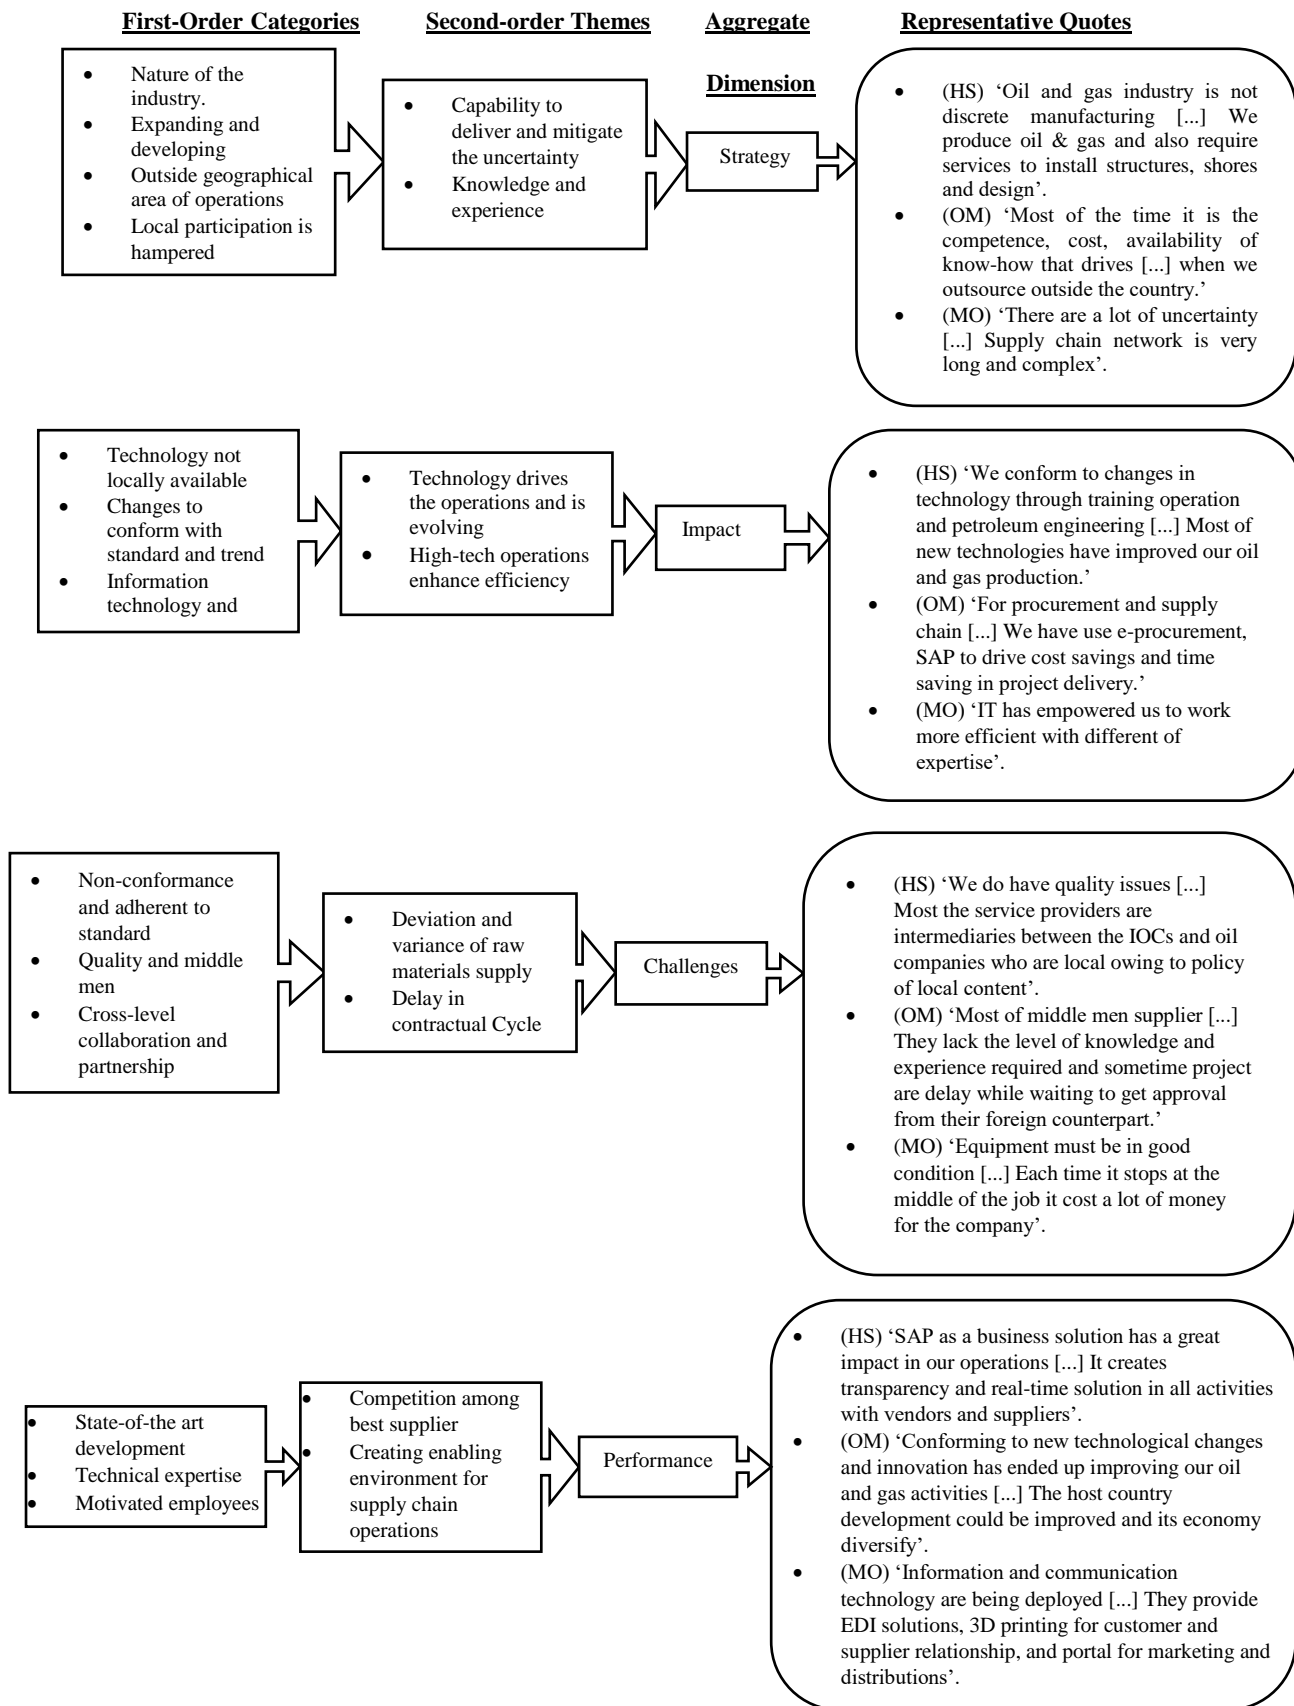 First-Order Categories
Second-order Themes
Aggregate
Dimension
Representative Quotes
• Nature of the
industry.
• Expanding and
developing
• Outside geographical
area of operations
• Local participation is
hampered
• Capability to
deliver and mitigate
the uncertainty
• Knowledge and
experience
Strategy
• (HS) ‘Oil and gas industry is not
discrete manufacturing [...] We
produce oil & gas and also require
services to install structures, shores
and design’.
• (OM) ‘Most of the time it is the
competence, cost, availability of
know-how that drives [...] when we
outsource outside the country.’
• (MO) ‘There are a lot of uncertainty
[...] Supply chain network is very
long and complex’.
• Technology not
locally available
• Changes to
conform with
standard and trend
• Information
technology and
• Technology drives
the operations and is
evolving
• High-tech operations
enhance efficiency
Impact
• (HS) ‘We conform to changes in
technology through training operation
and petroleum engineering [...] Most of
new technologies have improved our oil
and gas production.’
• (OM) ‘For procurement and supply
chain [...] We have use e-procurement,
SAP to drive cost savings and time
saving in project delivery.’
• (MO) ‘IT has empowered us to work
more efficient with different of
expertise’.
• Non-conformance
and adherent to
standard
• Quality and middle
men
• Cross-level
collaboration and
partnership
• Deviation and
variance of raw
materials supply
• Delay in
contractual Cycle
Challenges
• (HS) ‘We do have quality issues [...]
Most the service providers are
intermediaries between the IOCs and oil
companies who are local owing to policy
of local content’.
• (OM) ‘Most of middle men supplier [...]
They lack the level of knowledge and
experience required and sometime project
are delay while waiting to get approval
from their foreign counterpart.’
• (MO) ‘Equipment must be in good
condition [...] Each time it stops at the
middle of the job it cost a lot of money
for the company’.
• State-of-the art
development
• Technical expertise
• Motivated employees
• Competition among
best supplier
• Creating enabling
environment for
supply chain
operations
Performance
• (HS) ‘SAP as a business solution has a great
impact in our operations [...] It creates
transparency and real-time solution in all activities
with vendors and suppliers’.
• (OM) ‘Conforming to new technological changes
and innovation has ended up improving our oil
and gas activities [...] The host country
development could be improved and its economy
diversify’.
• (MO) ‘Information and communication
technology are being deployed [...] They provide
EDI solutions, 3D printing for customer and
supplier relationship, and portal for marketing and
distributions’.